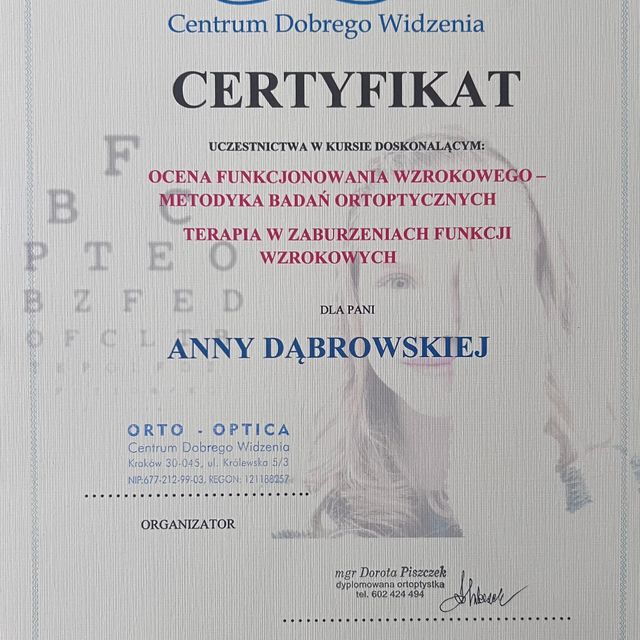 Centrum Dobrego Widzenia
CERTYFIKAT
UCZESTNICTWA W KURSIE DOSKONALĄCYM:
OCENA FUNKCJONOWANIA WZROKOWEGO –
METODYKA BADAŃ ORTOPTYCZNYCH
TERAPIA W ZABURZENIACH FUNKCJI
WZROKOWYCH
F
B C
P T E O
B Z F E D
O F C L T B
DLA PANI
ANNY DĄBROWSKIEJ
ORTO - OPTICA
Centrum Dobrego Widzenia
Kraków 30-045, ul. Królewska 5/3
NIP:677-212-99-03, REGON: 121188257
ORGANIZATOR
mgr Dorota Piszczek
dyplomowana ortoptystka
tel. 602 424 494